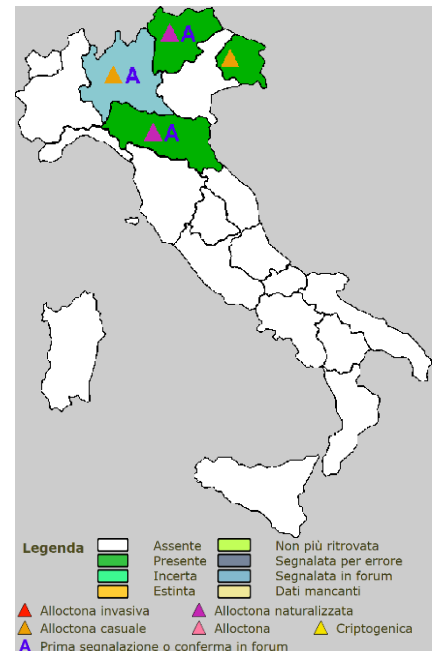 A
A
A
Legenda
Assente
Non più ritrovata
Presente
Segnalata per errore
Incerta
Segnalata in forum
Estinta
Dati mancanti
Alloctona invasiva
Alloctona naturalizzata
Alloctona casuale
Alloctona
Criptogenica
A Prima segnalazione o conferma in forum